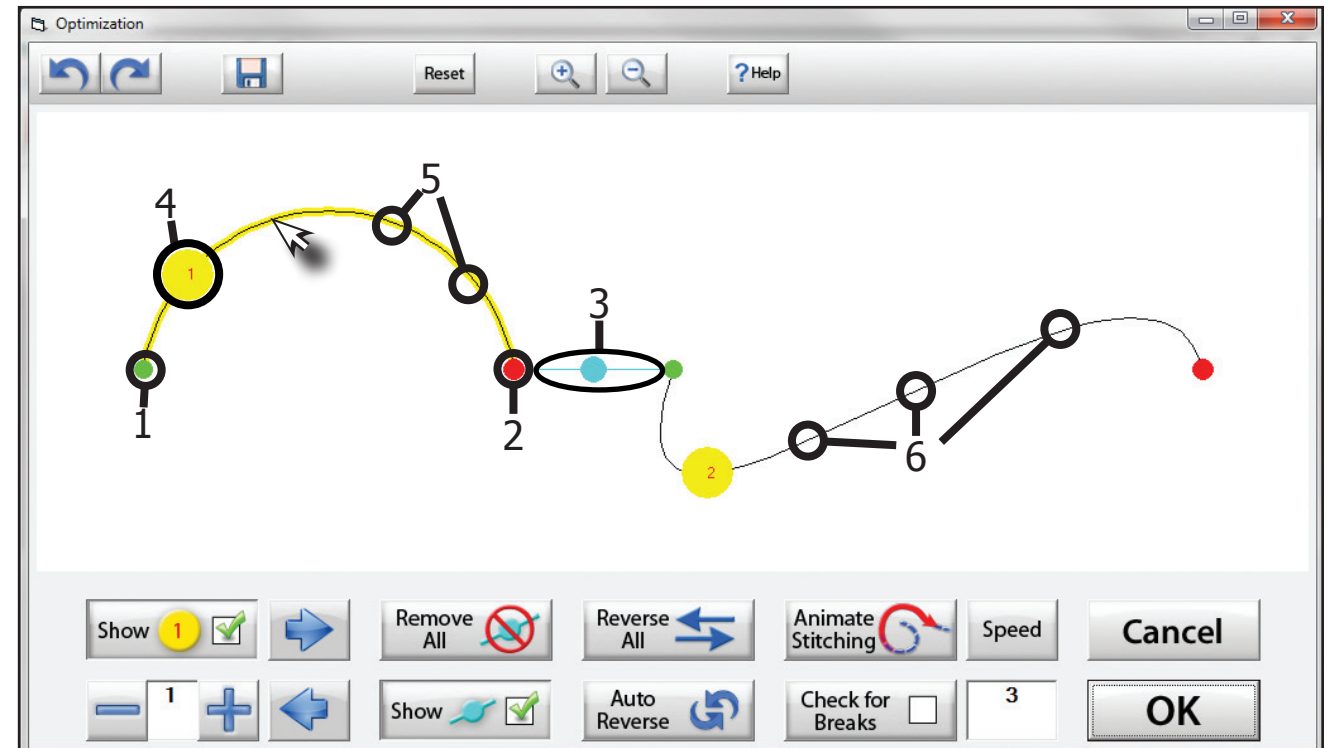 Optimization
Reset
? Help
5
4
1
3
1
2
2
6
Show 1
Remove
All
Reverse
All
Animate
Stitching
Speed
Cancel
1
Show
Auto
Reverse
Check for
Breaks
3
OK